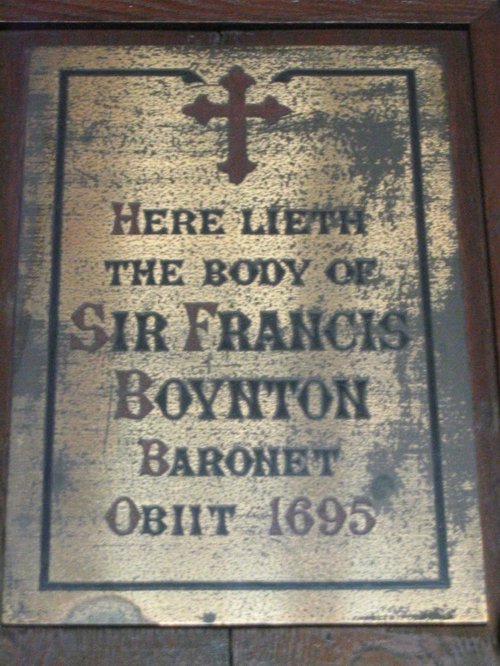 Here lieth
the body of
Sir Francis
Boynton
Baronet
Obiit 1695